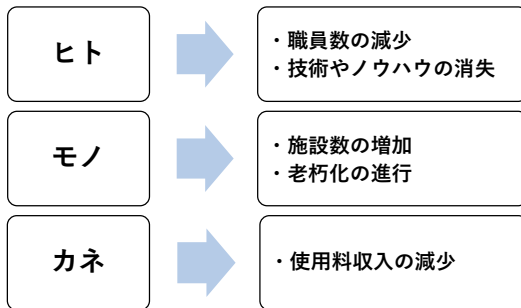 ヒト
・職員数の減少
・技術やノウハウの消失
モノ
・施設数の増加
・老朽化の進行
カネ
・使用料収入の減少